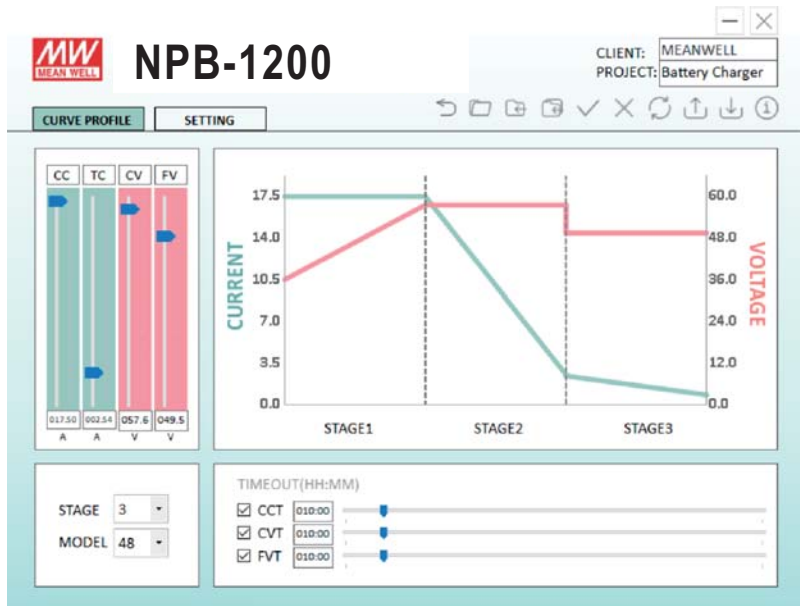 MW
MEAN WELL
NPB-1200
CLIENT: MEANWELL
PROJECT: Battery Charger
CURVE PROFILE SETTING
CC TC CV FV
017.50 002.54 057.6 049.5
A A V V
CURRENT
17.5
14.0
10.5
7.0
3.5
0.0
60.0
48.0
36.0
24.0
12.0
0.0
VOLTAGE
STAGE1 STAGE2 STAGE3
STAGE 3
MODEL 48
TIMEOUT(HH:MM)
CCT 010:00
CVT 010:00
FVT 010:00